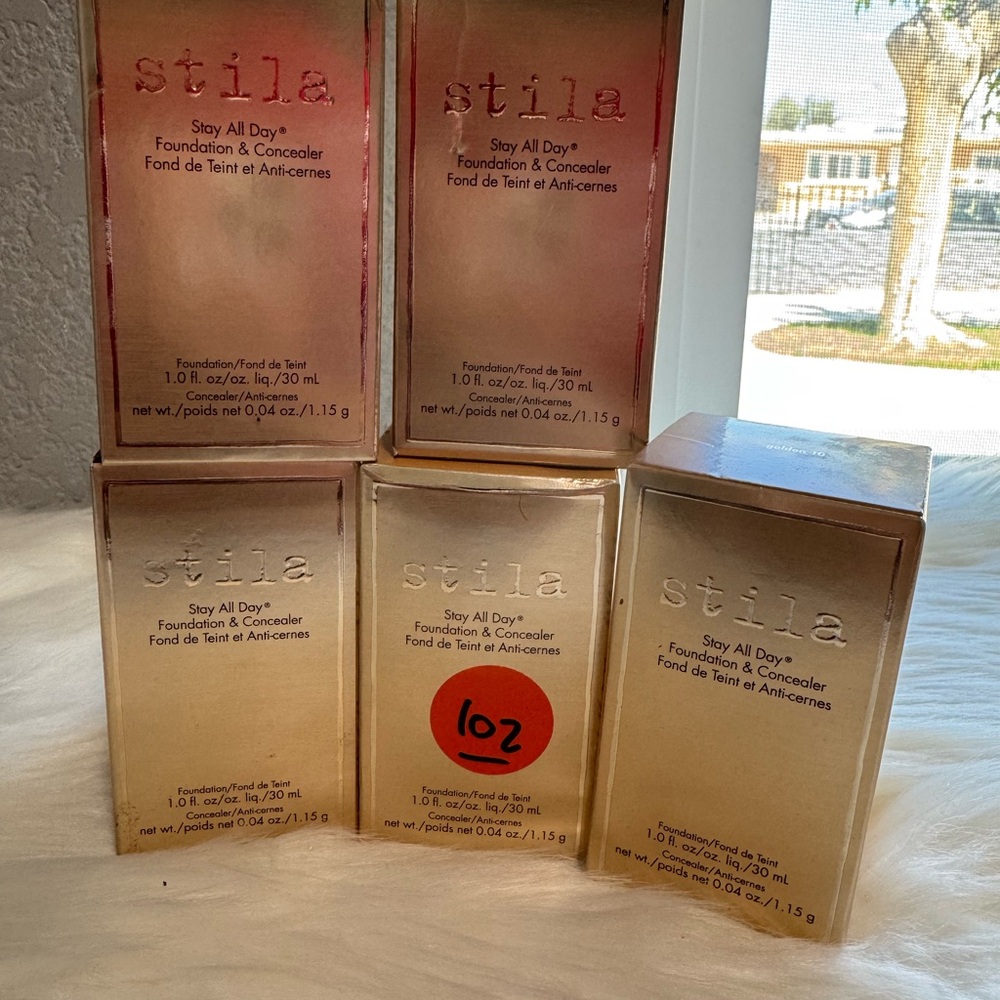 stila
Stay All Day®
Foundation & Concealer
Fond de Teint et Anti-cernes
Foundation/Fond de Teint
1.0 fl. oz/oz. liq./30 mL
Concealer/Anti-cernes
net wt./poids net 0.04 oz./1.15 g
stila
Stay All Day®
Foundation & Concealer
Fond de Teint et Anti-cernes
Foundation/Fond de Teint
1.0 fl. oz/oz. liq./30 mL
Concealer/Anti-cernes
net wt./poids net 0.04 oz./1.15 g
stila
Stay All Day®
Foundation & Concealer
Fond de Teint et Anti-cernes
Foundation/Fond de Teint
1.0 fl. oz/oz. liq./30 mL
Concealer/Anti-cernes
net wt./poids net 0.04 oz./1.15 g
stila
Stay All Day®
Foundation & Concealer
Fond de Teint et Anti-cernes
102
Foundation/Fond de Teint
1.0 fl. oz/oz. liq./30 mL
Concealer/Anti-cernes
net wt./poids net 0.04 oz./1.15 g
golden 10
stila
Stay All Day®
Foundation & Concealer
Fond de Teint et Anti-cernes
Foundation/Fond de Teint
1.0 fl. oz/oz. liq./30 mL
Concealer/Anti-cernes
net wt./poids net 0.04 oz./1.15 g